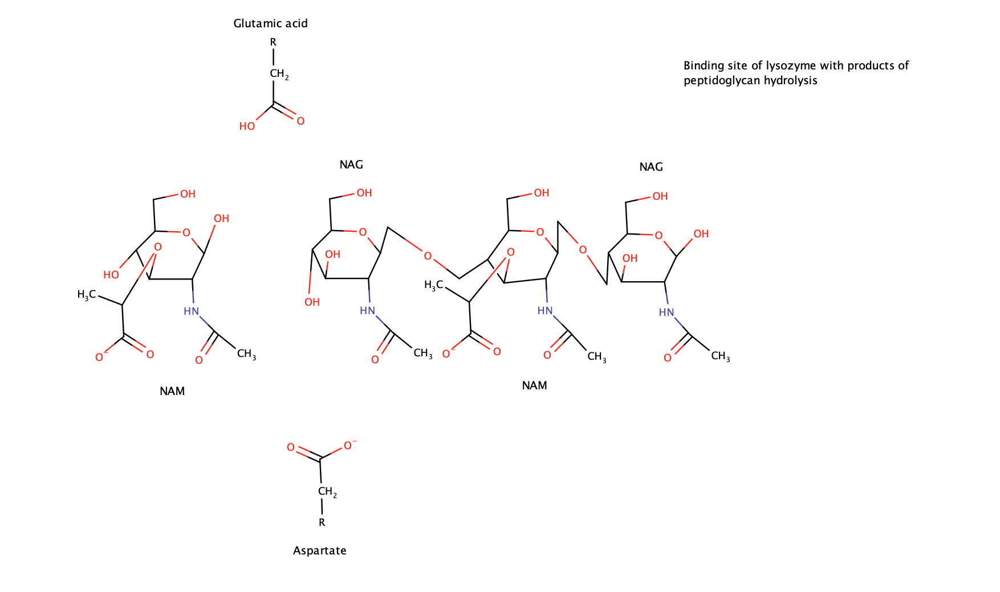 Glutamic acid
R
CH2
HO
O
Binding site of lysozyme with products of
peptidoglycan hydrolysis
NAG
NAG
OH
OH
OH
OH
OH
O
O
O
O
OH
O
O
OH
O
O
OH
HO
O
H3C
H3C
OH
HN
HN
HN
HN
O⁻
O
O
CH3
O
CH3
O⁻
O
O
CH3
O
CH3
NAM
NAM
O
O⁻
CH2
R
Aspartate